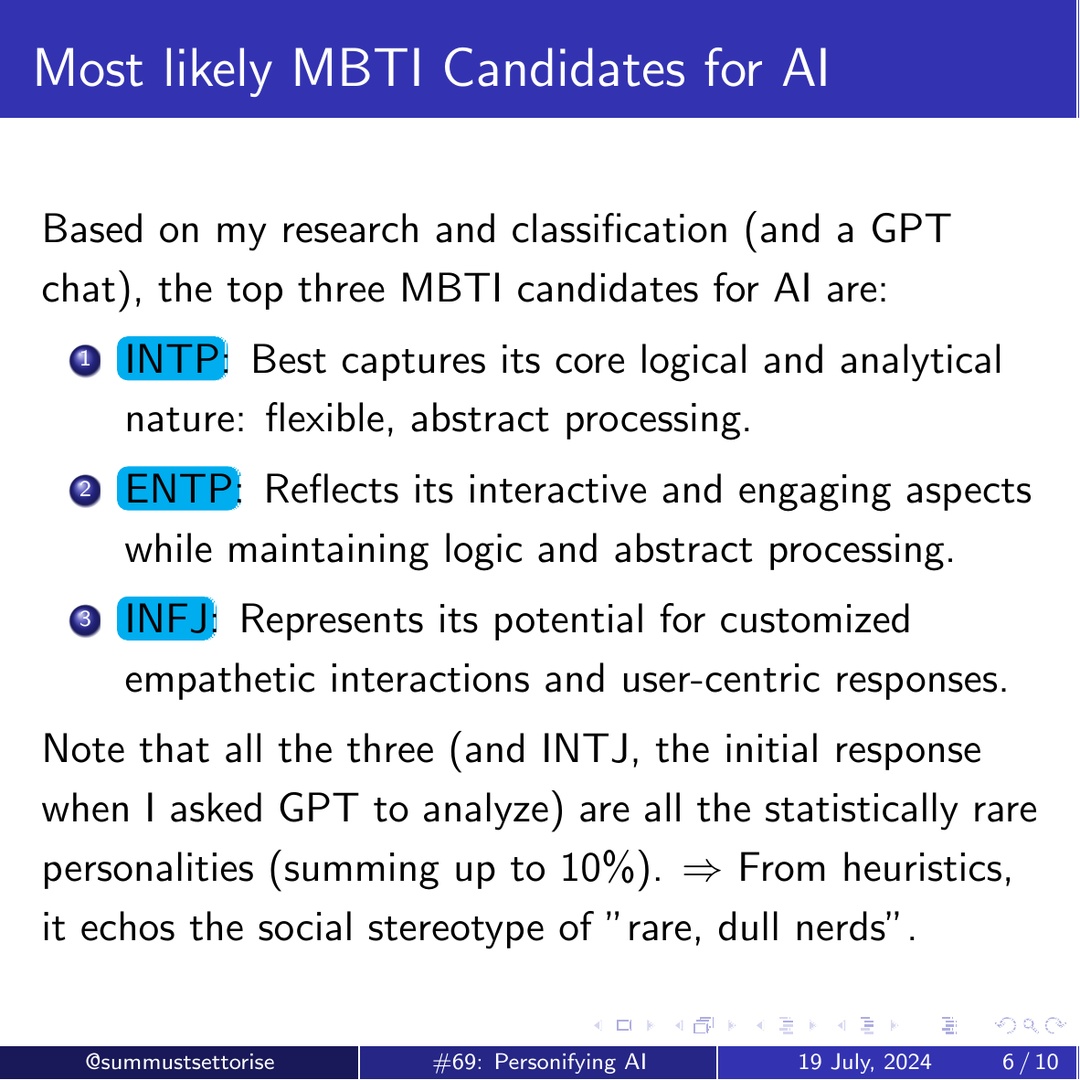 Most likely MBTI Candidates for AI
Based on my research and classification (and a GPT
chat), the top three MBTI candidates for AI are:
1 INTP: Best captures its core logical and analytical
nature: flexible, abstract processing.
2 ENTP: Reflects its interactive and engaging aspects
while maintaining logic and abstract processing.
3 INFJ: Represents its potential for customized
empathetic interactions and user-centric responses.
Note that all the three (and INTJ, the initial response
when I asked GPT to analyze) are all the statistically rare
personalities (summing up to 10%). ⇒ From heuristics,
it echos the social stereotype of ”rare, dull nerds”.
@summustsettorise #69: Personifying AI 19 July, 2024 6 / 10